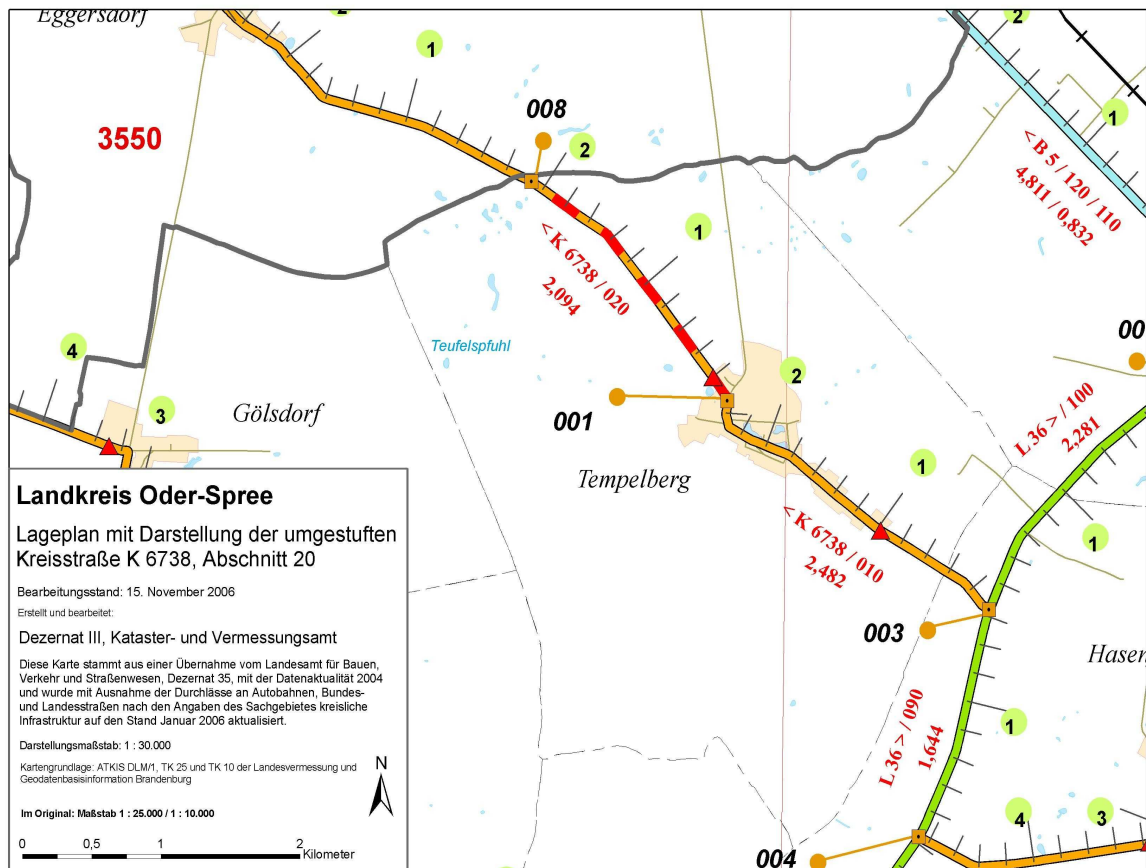 Eggersdorf
2
1
2
3550
008
2
1
< B 5 / 120 / 110
4,811 / 0,832
1
< K 6738 / 020
2,094
4
Teufelspfuhl
2
00
3
Gölsdorf
001
L 36 > / 100
2,281
1
Tempelberg
< K 6738 / 010
2,482
1
003
Hasen
L 36 > / 090
1,644
1
4
3
004
Landkreis Oder-Spree
Lageplan mit Darstellung der umgestuften
Kreisstraße K 6738, Abschnitt 20
Bearbeitungsstand: 15. November 2006
Erstellt und bearbeitet:
Dezernat III, Kataster- und Vermessungsamt
Diese Karte stammt aus einer Übernahme vom Landesamt für Bauen,
Verkehr und Straßenwesen, Dezernat 35, mit der Datenaktualität 2004
und wurde mit Ausnahme der Durchlässe an Autobahnen, Bundes-
und Landesstraßen nach den Angaben des Sachgebietes kreisliche
Infrastruktur auf den Stand Januar 2006 aktualisiert.
Darstellungsmaßstab: 1 : 30.000
Kartengrundlage: ATKIS DLM/1, TK 25 und TK 10 der Landesvermessung und
Geodatenbasisinformation Brandenburg
N
Im Original: Maßstab 1 : 25.000 / 1 : 10.000
0 0,5 1 2
Kilometer